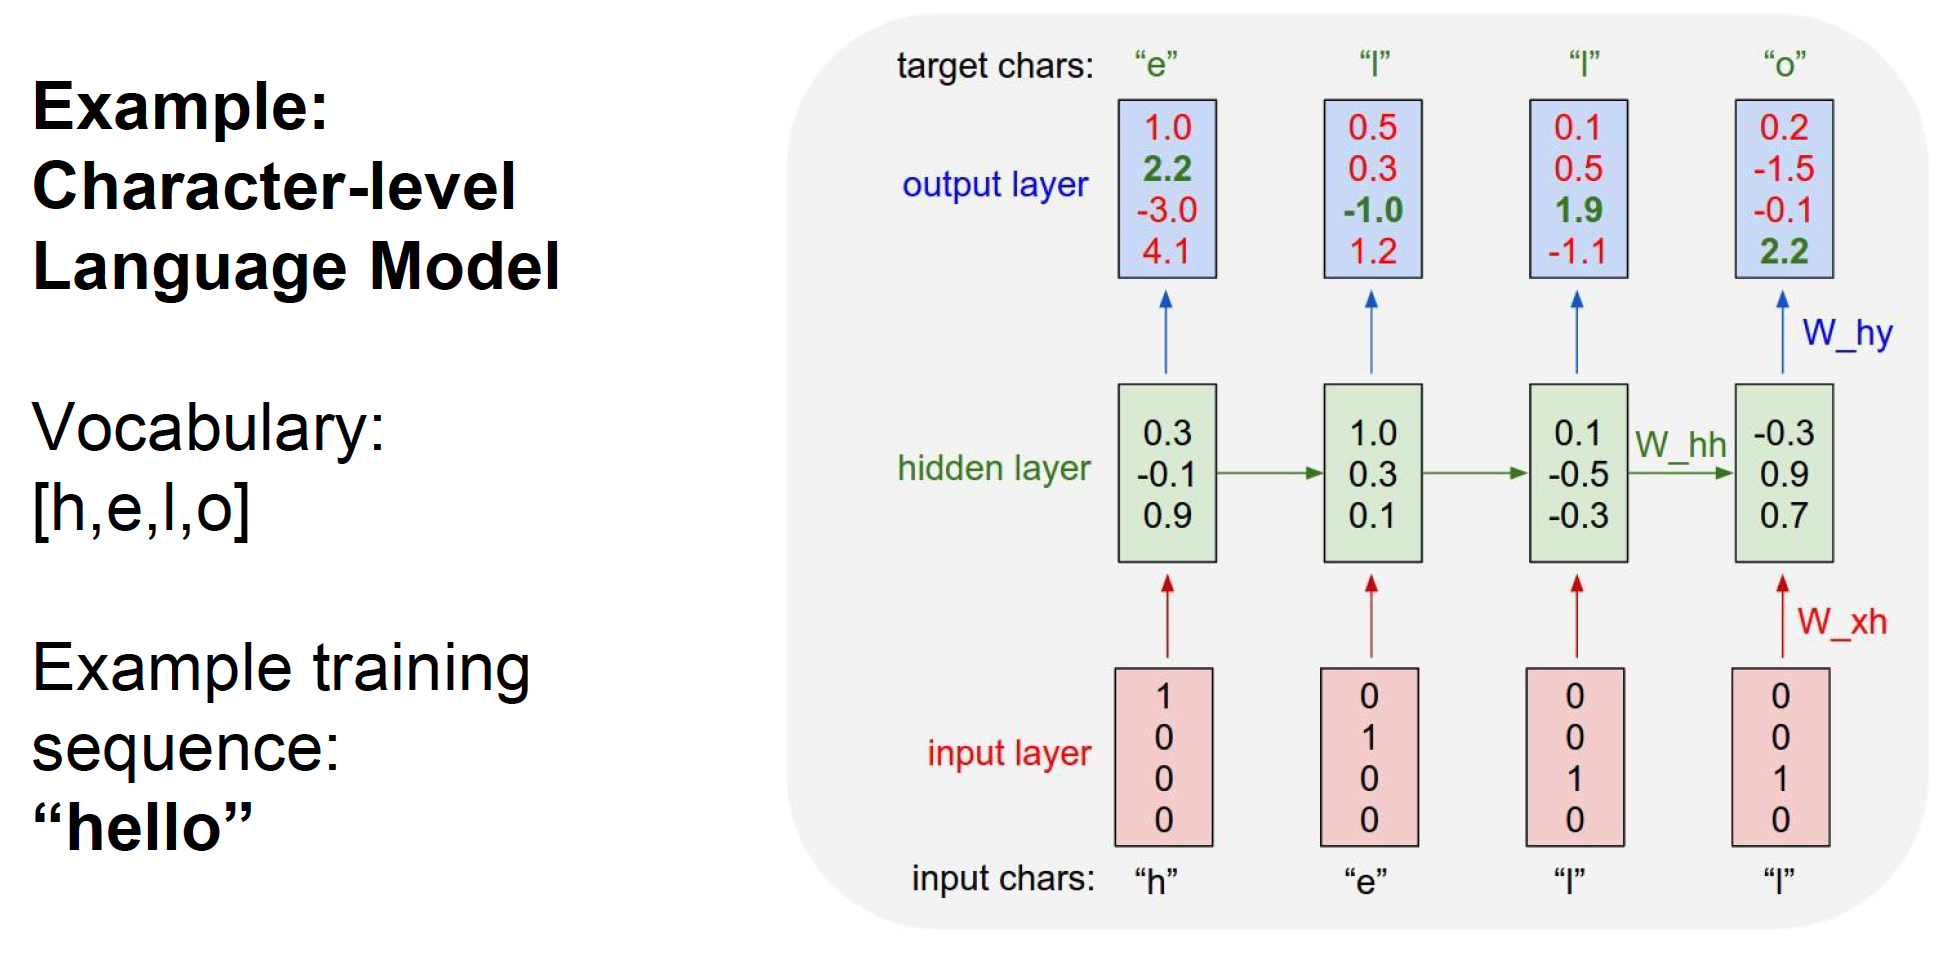 Example:
Character-level
Language Model
Vocabulary:
[h,e,l,o]
Example training
sequence:
“hello”
target chars: “e” “l” “l” “o”
1.0 0.5 0.1 0.2
2.2 0.3 0.5 -1.5
output layer
-3.0 -1.0 1.9 -0.1
4.1 1.2 -1.1 2.2
W_hy
0.3 1.0 0.1 W_hh -0.3
hidden layer -0.1 0.3 -0.5 0.9
0.9 0.1 -0.3 0.7
W_xh
1 0 0 0
0 1 0 0
input layer
0 0 1 1
0 0 0 0
input chars: “h” “e” “l” “l”